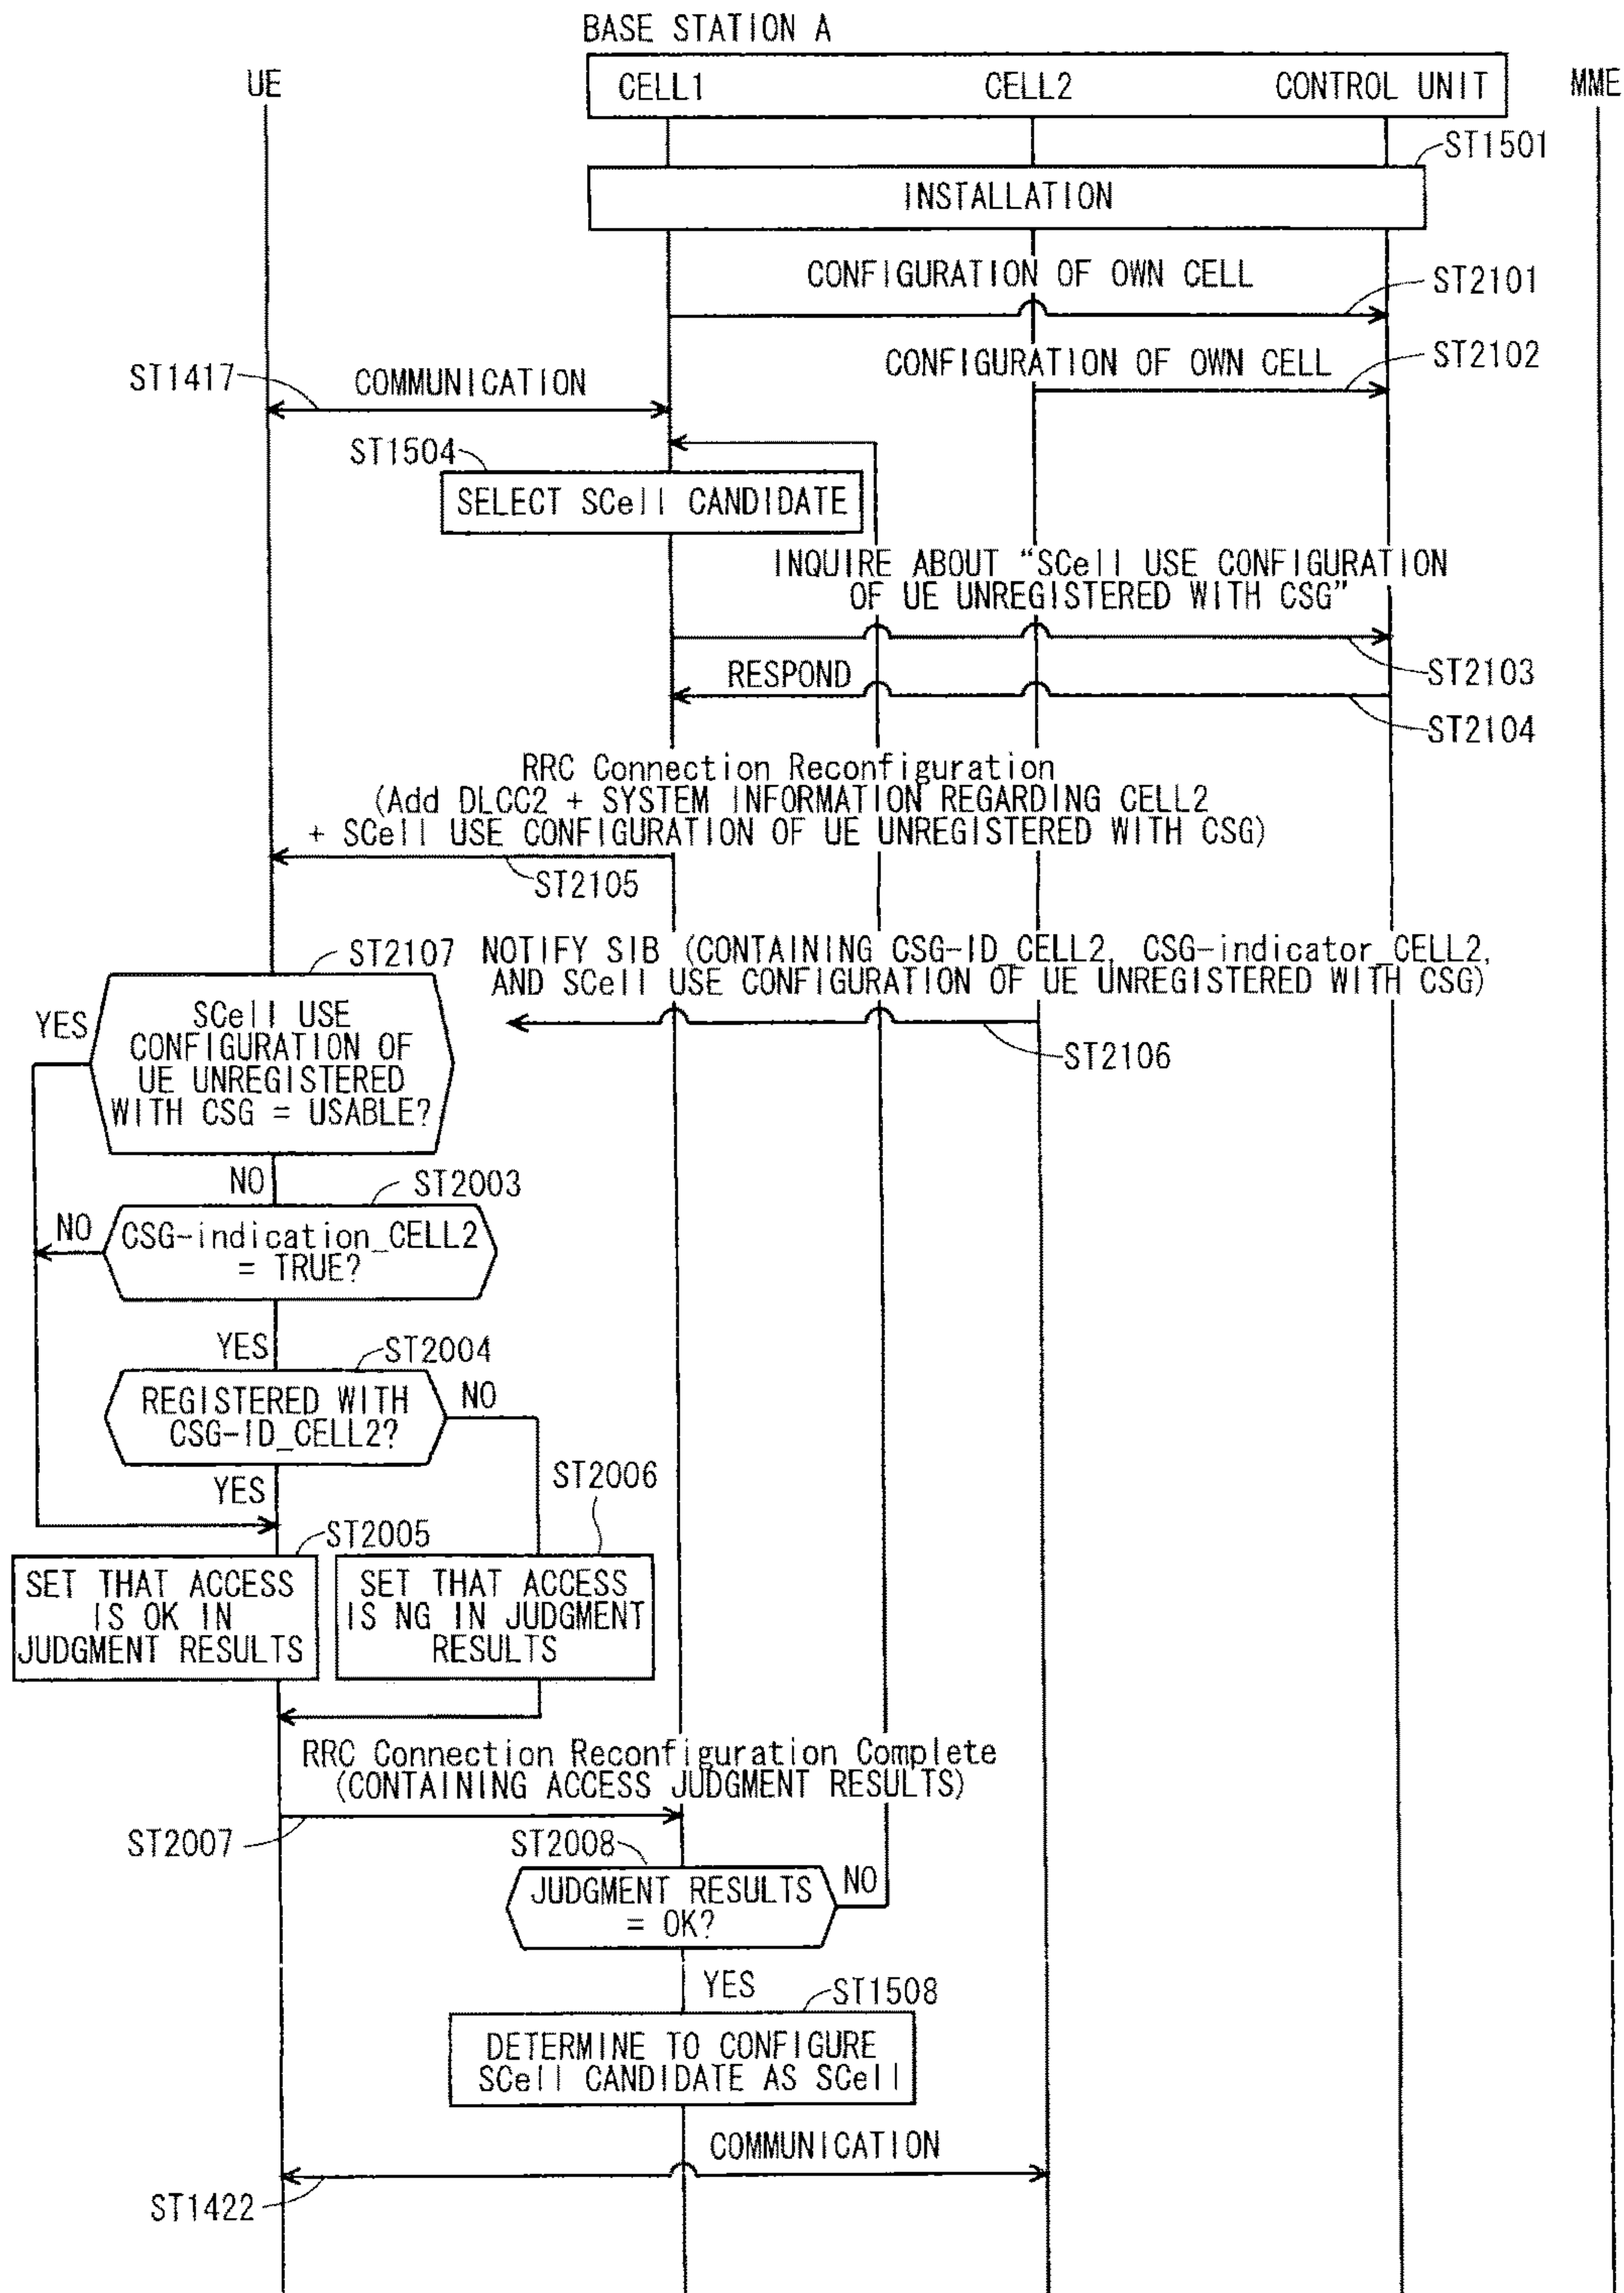 BASE STATION A
UE
CELL1
CELL2
CONTROL UNIT
MME
ST1501
INSTALLATION
CONFIGURATION OF OWN CELL
ST2101
CONFIGURATION OF OWN CELL
ST2102
ST1417
COMMUNICATION
ST1504
SELECT SCell CANDIDATE
INQUIRE ABOUT “SCell USE CONFIGURATION
OF UE UNREGISTERED WITH CSG”
ST2103
RESPOND
ST2104
RRC Connection Reconfiguration
(Add DLCC2 + SYSTEM INFORMATION REGARDING CELL2
+ SCell USE CONFIGURATION OF UE UNREGISTERED WITH CSG)
ST2105
ST2107
NOTIFY SIB (CONTAINING CSG-ID_CELL2, CSG-indicator_CELL2,
AND SCell USE CONFIGURATION OF UE UNREGISTERED WITH CSG)
ST2106
YES
SCell USE
CONFIGURATION OF
UE UNREGISTERED
WITH CSG = USABLE?
NO
ST2003
NO
CSG-indication_CELL2
= TRUE?
YES
ST2004
REGISTERED WITH
CSG-ID_CELL2?
NO
YES
ST2006
ST2005
SET THAT ACCESS
IS OK IN
JUDGMENT RESULTS
SET THAT ACCESS
IS NG IN JUDGMENT
RESULTS
RRC Connection Reconfiguration Complete
(CONTAINING ACCESS JUDGMENT RESULTS)
ST2007
ST2008
JUDGMENT RESULTS
= OK?
NO
YES
ST1508
DETERMINE TO CONFIGURE
SCell CANDIDATE AS SCell
COMMUNICATION
ST1422